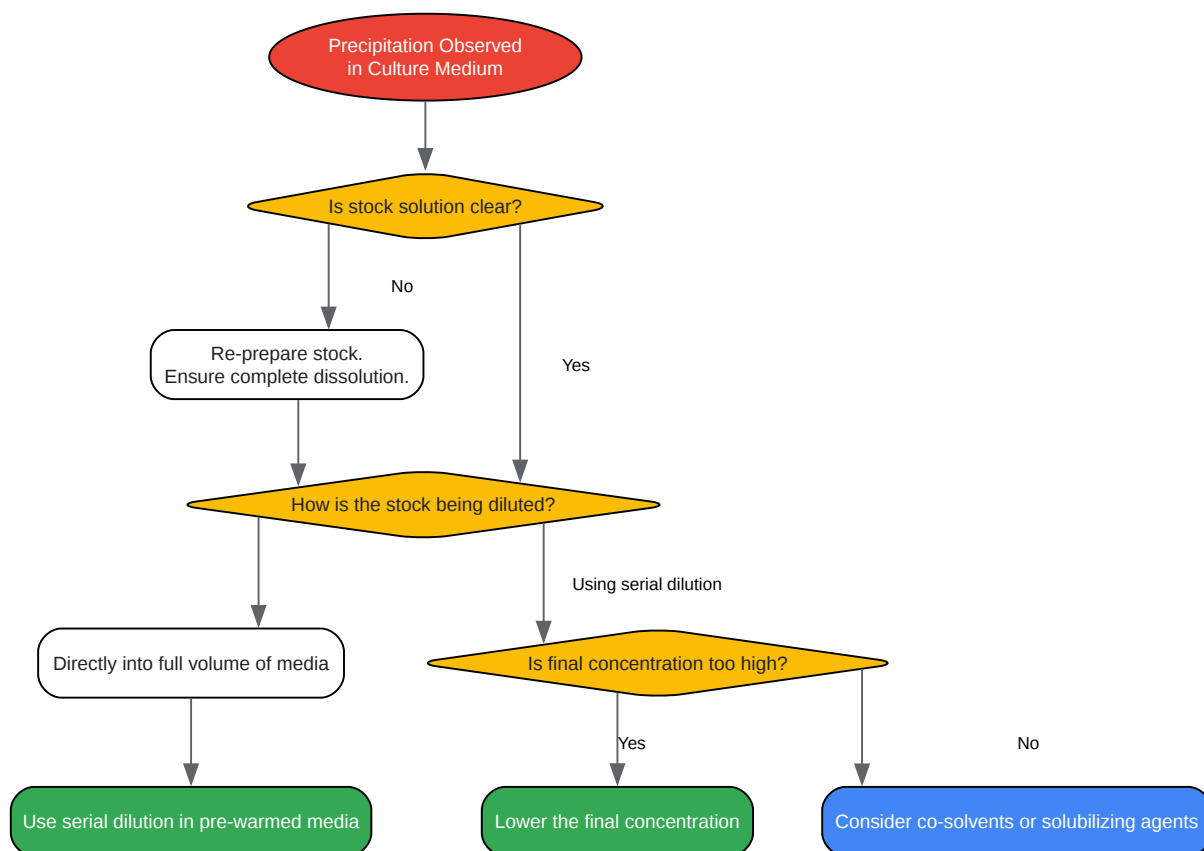 Precipitation Observed
in Culture Medium
Is stock solution clear?
No
Re-prepare stock.
Ensure complete dissolution.
Yes
How is the stock being diluted?
Using serial dilution
Directly into full volume of media
Is final concentration too high?
Yes
No
Use serial dilution in pre-warmed media
Lower the final concentration
Consider co-solvents or solubilizing agents